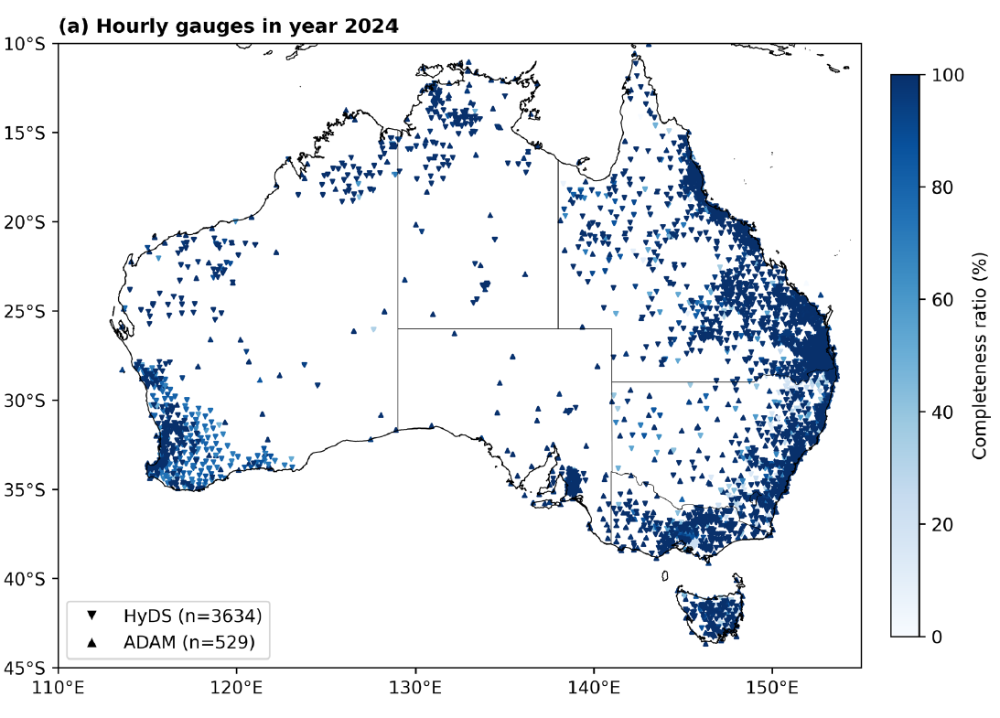 (a) Hourly gauges in year 2024
10°S
15°S
20°S
25°S
30°S
35°S
40°S
45°S
110°E
120°E
130°E
140°E
150°E
HyDS (n=3634)
ADAM (n=529)
100
80
60
40
20
0
Completeness ratio (%)